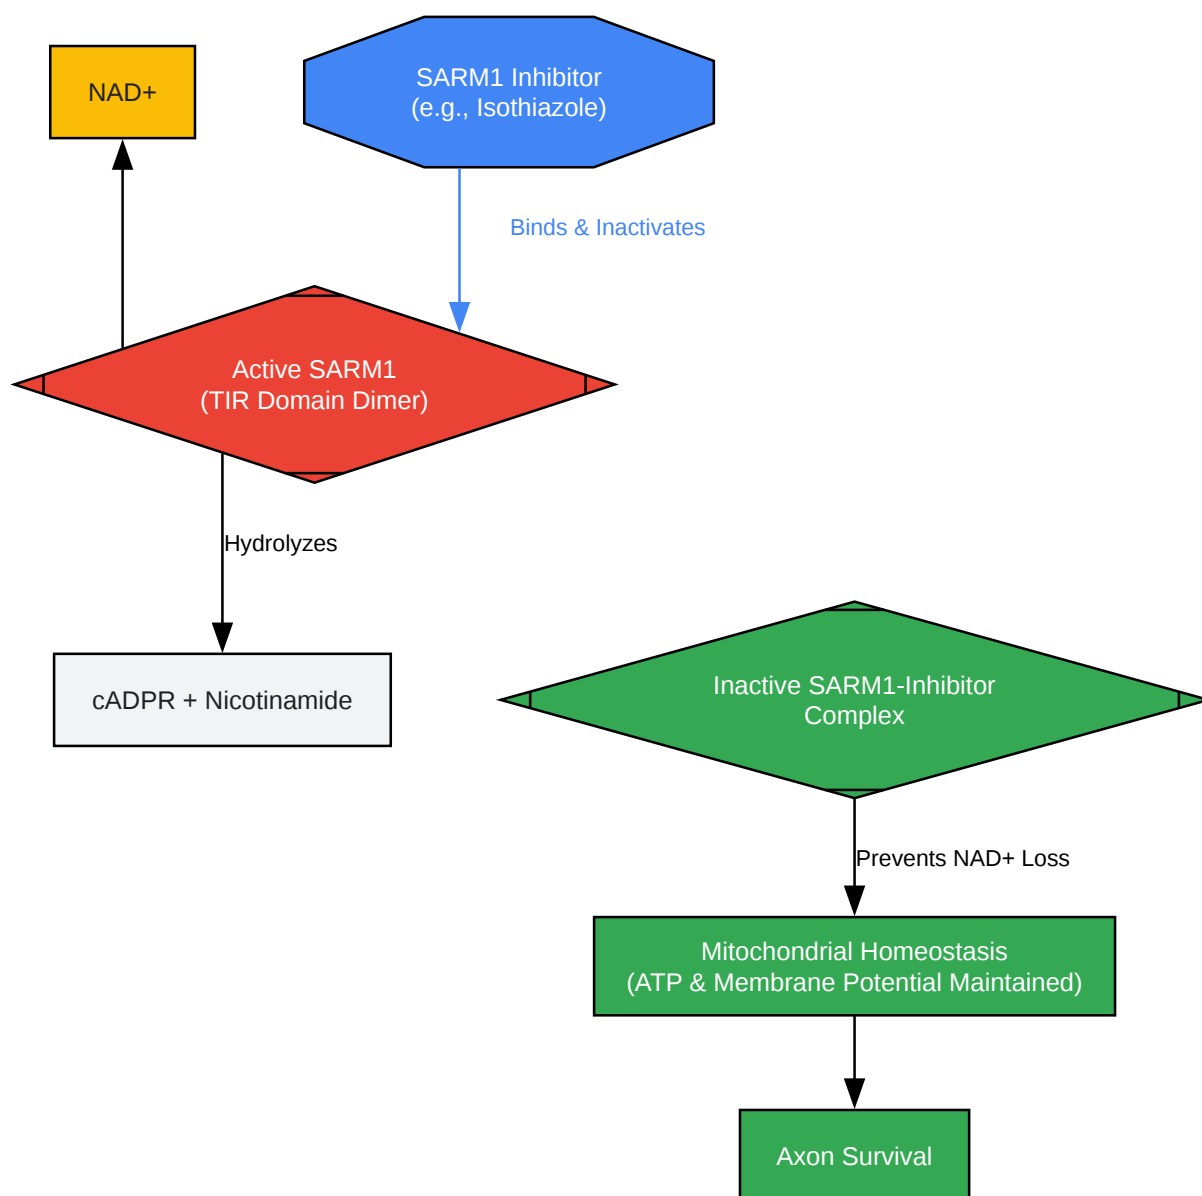 NAD+
SARM1 Inhibitor
(e.g., Isothiazole)
Binds & Inactivates
Active SARM1
(TIR Domain Dimer)
Hydrolyzes
cADPR + Nicotinamide
Inactive SARM1-Inhibitor
Complex
Prevents NAD+ Loss
Mitochondrial Homeostasis
(ATP & Membrane Potential Maintained)
Axon Survival